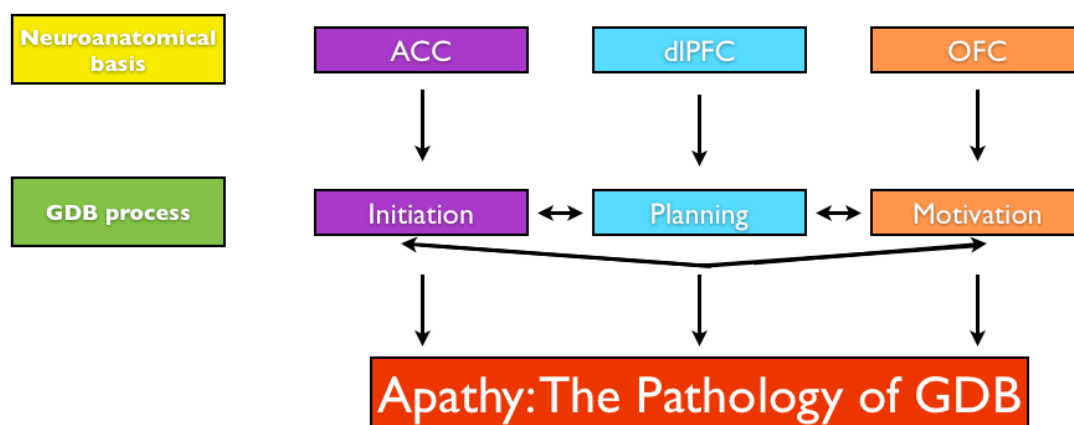 Neuroanatomical
basis
ACC
dlPFC
OFC
GDB process
Initiation
Planning
Motivation
Apathy: The Pathology of GDB